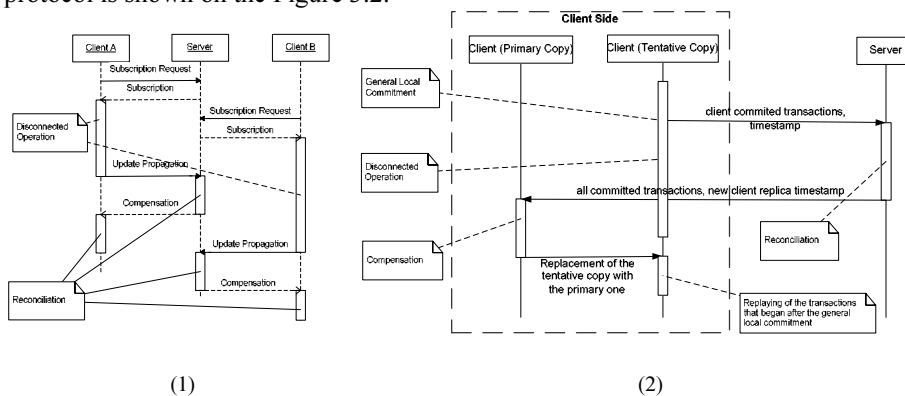 protocol is shown on the Figure 3.2.
Client A
Server
Client B
Subscription Request
Subscription
Subscription Request
Subscription
Disconnected
Operation
Update Propagation
Compensation
Update Propagation
Compensation
Reconciliation
(1)
Client Side
Client (Primary Copy)
Client (Tentative Copy)
Server
General Local
Commitment
client commited transactions,
timestamp
Disconnected
Operation
all committed transactions, new client replica timestamp
Reconciliation
Compensation
Replacement of the
tentative copy with
the primary one
Replaying of the transactions
that began after the general
local commitment
(2)